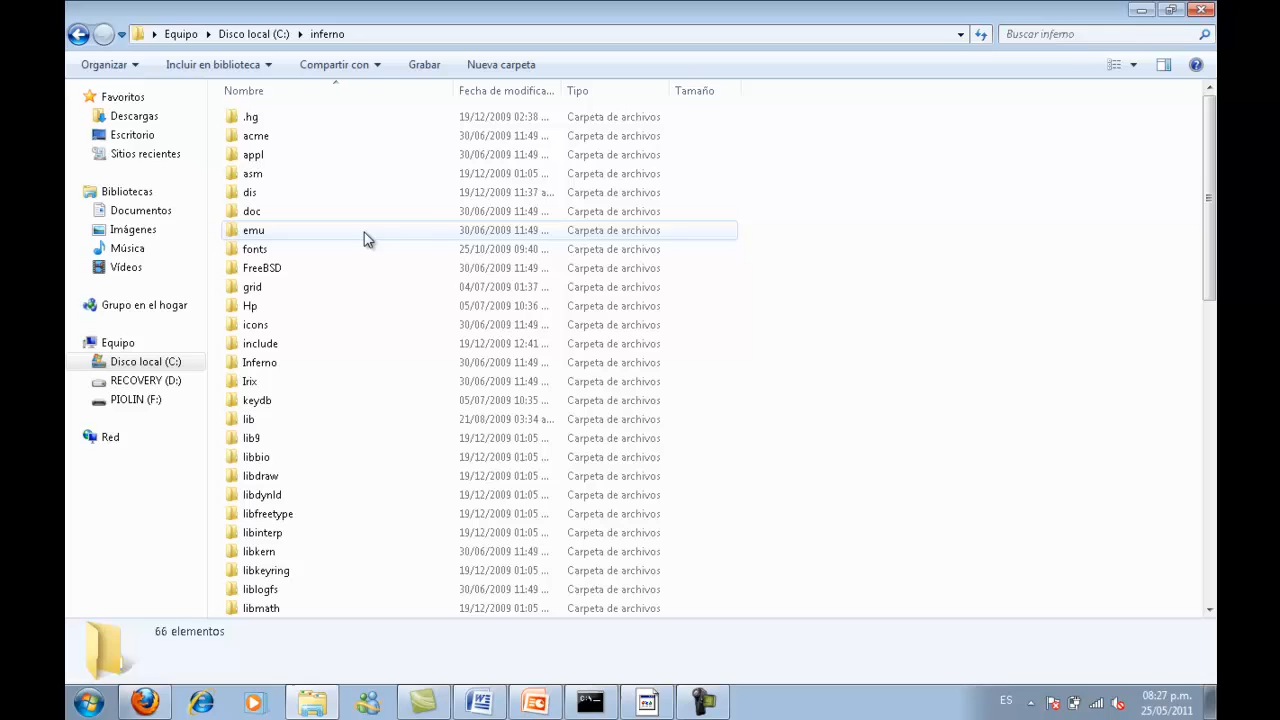 Equipo Disco local (C:) inferno Buscar inferno
Organizar Incluir en biblioteca Compartir con Grabar Nueva carpeta
Favoritos
Descargas
Escritorio
Sitios recientes
Bibliotecas
Documentos
Imágenes
Música
Vídeos
Grupo en el hogar
Equipo
Disco local (C:)
RECOVERY (D:)
PIOLIN (F:)
Red
Nombre Fecha de modifica... Tipo Tamaño
.hg 19/12/2009 02:38 ... Carpeta de archivos
acme 30/06/2009 11:49 ... Carpeta de archivos
appl 30/06/2009 11:49 ... Carpeta de archivos
asm 19/12/2009 01:05 ... Carpeta de archivos
dis 19/12/2009 11:37 a... Carpeta de archivos
doc 30/06/2009 11:49 ... Carpeta de archivos
emu 30/06/2009 11:49 ... Carpeta de archivos
fonts 25/10/2009 09:40 ... Carpeta de archivos
FreeBSD 30/06/2009 11:49 ... Carpeta de archivos
grid 04/07/2009 01:37 ... Carpeta de archivos
Hp 05/07/2009 10:36 ... Carpeta de archivos
icons 30/06/2009 11:49 ... Carpeta de archivos
include 19/12/2009 12:41 ... Carpeta de archivos
Inferno 30/06/2009 11:49 ... Carpeta de archivos
Irix 30/06/2009 11:49 ... Carpeta de archivos
keydb 05/07/2009 10:35 ... Carpeta de archivos
lib 21/08/2009 03:34 a... Carpeta de archivos
lib9 19/12/2009 01:05 ... Carpeta de archivos
libbio 19/12/2009 01:05 ... Carpeta de archivos
libdraw 19/12/2009 01:05 ... Carpeta de archivos
libdynld 19/12/2009 01:05 ... Carpeta de archivos
libfreetype 19/12/2009 01:05 ... Carpeta de archivos
libinterp 19/12/2009 01:05 ... Carpeta de archivos
libkern 30/06/2009 11:49 ... Carpeta de archivos
libkeyring 19/12/2009 01:05 ... Carpeta de archivos
liblogfs 30/06/2009 11:49 ... Carpeta de archivos
libmath 19/12/2009 01:05 ... Carpeta de archivos
66 elementos
ES
08:27 p.m.
25/05/2011